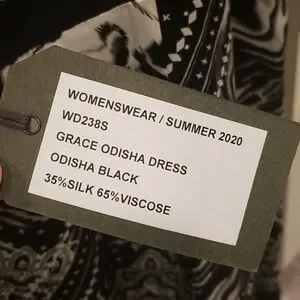 WOMENSWEAR / SUMMER 2020
WD238S
GRACE ODISHA DRESS
ODISHA BLACK
35%SILK 65%VISCOSE